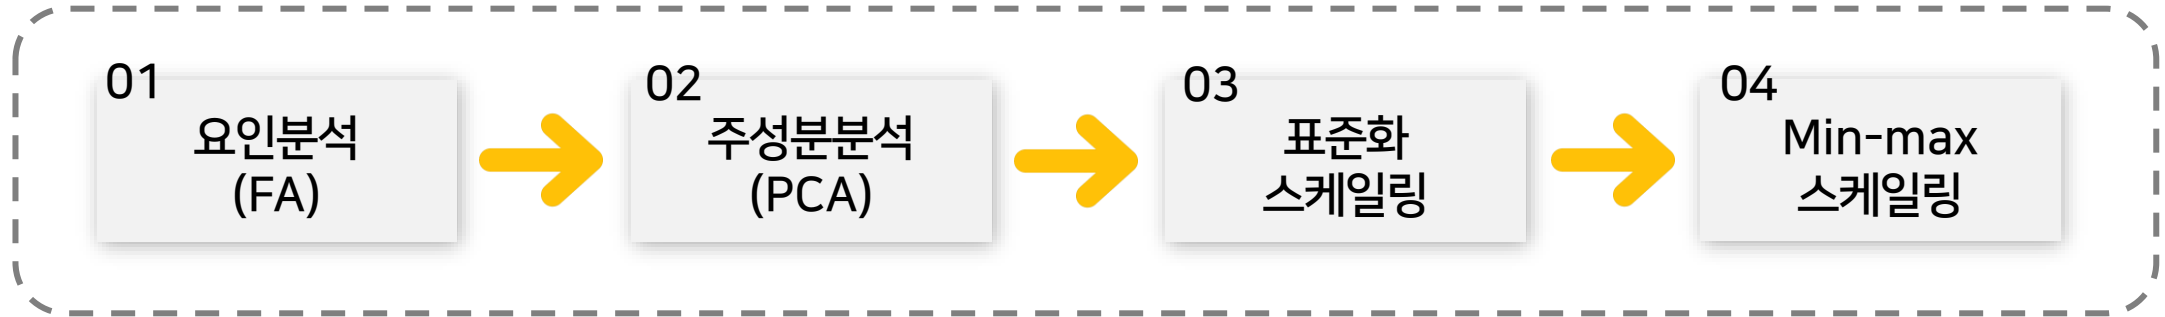 01
요인분석
(FA)
02
주성분분석
(PCA)
03
표준화
스케일링
04
Min-max
스케일링